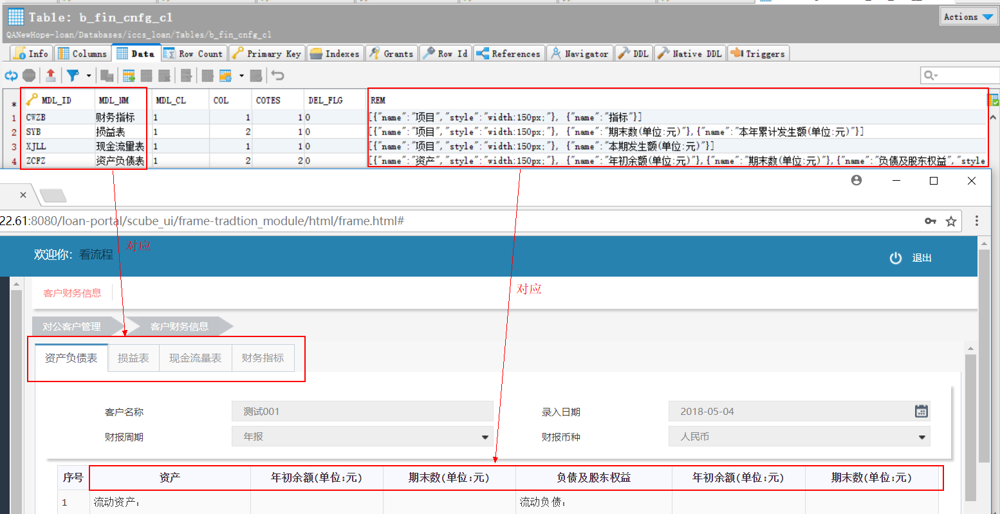 Table: b_fin_cnfg_cl
Actions
QANewHope-loan/Databases/iccs_loan/Tables/b_fin_cnfg_cl
Info Columns Data Row Count Primary Key Indexes Grants Row Id References Navigator DDL Native DDL Triggers
* MDL_ID MDL_NM MDL_CL COL COTES DEL_FLG REM
1 CWZB 财务指标 1 1 1 0 [{"name":"项目","style":"width:150px;"}, {"name":"指标"}]
2 SYB 损益表 1 2 1 0 [{"name":"项目","style":"width:150px;"}, {"name":"期末数(单位:元)"},{"name":"本年累计发生额(单位:元)"}]
3 XJLL 现金流量表 1 1 1 0 [{"name":"项目","style":"width:150px;"}, {"name":"本期发生额(单位:元)"}]
4 ZCFZ 资产负债表 1 2 2 0 [{"name":"资产","style":"width:150px;"}, {"name":"年初余额(单位:元)"},{"name":"期末数(单位:元)"},{"name":"负债及股东权益","style
22.61:8080/loan-portal/scube_ui/frame-tradtion_module/html/frame.html#
对应
欢迎你: 看流程
退出
对应
客户财务信息
对公客户管理 客户财务信息
资产负债表 损益表 现金流量表 财务指标
客户名称 测试001 录入日期 2018-05-04
财报周期 年报 财报币种 人民币
序号 资产 年初余额(单位:元) 期末数(单位:元) 负债及股东权益 年初余额(单位:元) 期末数(单位:元)
1 流动资产: 流动负债: